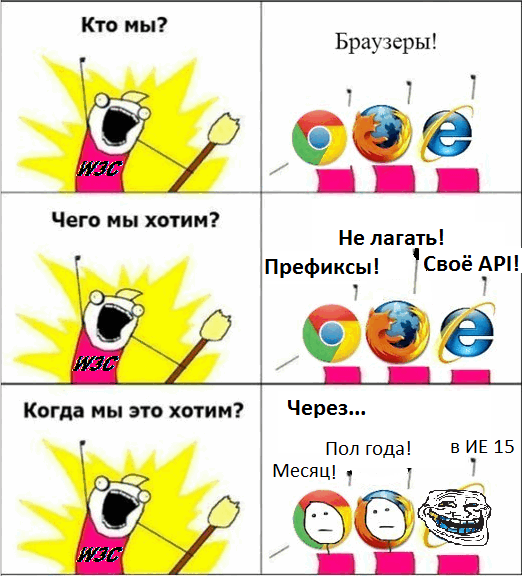 Кто мы?
Браузеры!
W3C
Чего мы хотим?
Не лагать!
Префиксы!
Своё API!
W3C
Когда мы это хотим?
Через...
Пол года!
в ИЕ 15
Месяц!
W3C